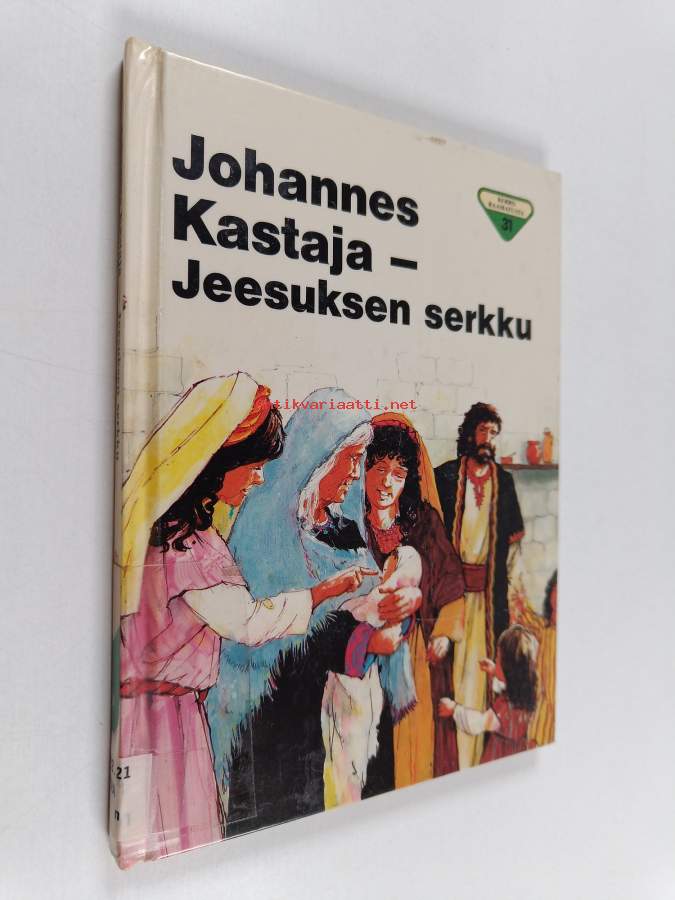 Johannes
Kastaja –
Jeesuksen serkku
31
antikvariaatti.net
21